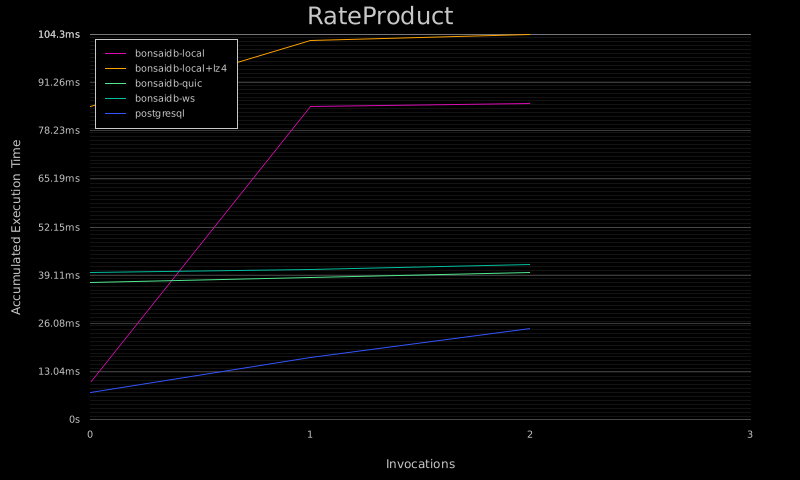 RateProduct
104.3ms
91.26ms
78.23ms
65.19ms
52.15ms
39.11ms
26.08ms
13.04ms
0s
bonsaidb-local
bonsaidb-local+lz4
bonsaidb-quic
bonsaidb-ws
postgresql
Accumulated Execution Time
0 1 2 3
Invocations